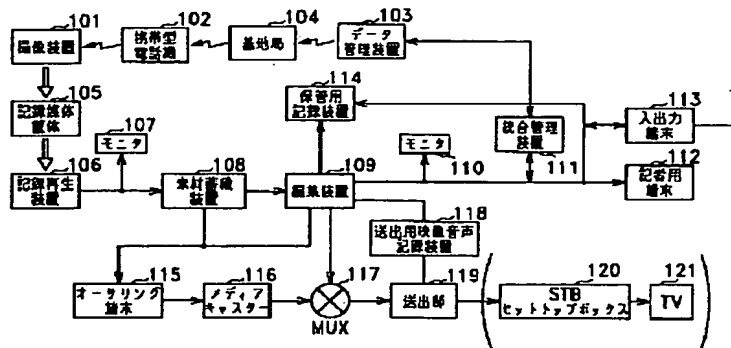 101
撮像装置
102
携帯型
電話機
104
基地局
103
データ
管理装置
105
記録媒体
媒体
107
モニタ
106
記録再生
装置
108
素材蓄積
装置
114
保管用
記録装置
109
編集装置
モニタ
110
統合管理
装置
111
113
入出力
端末
112
記者用
端末
118
送出用映像音声
記録装置
115
オーサリング
端末
116
メディア
キャスター
117
MUX
119
送出部
120
STB
セットトップボックス
121
TV